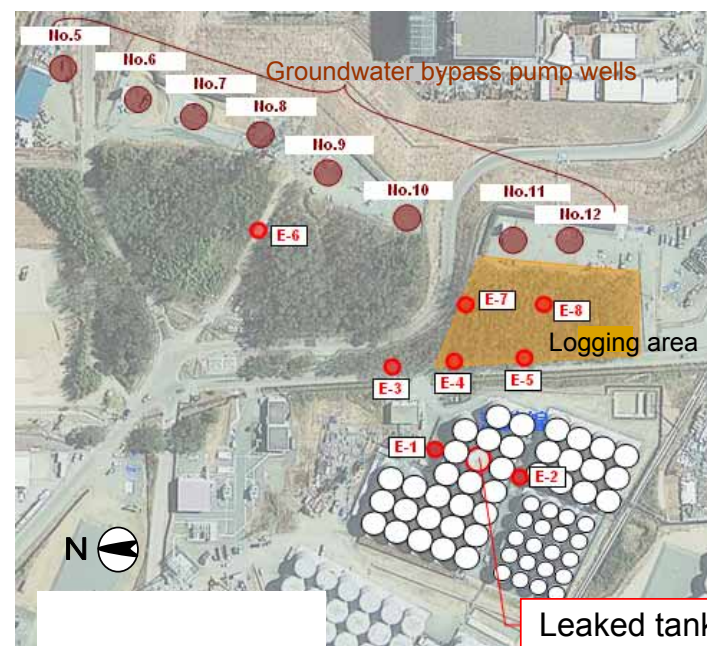 No.5
No.6
No.7
Groundwater bypass pump wells
No.8
No.9
No.10
No.11
No.12
E-6
E-7
E-8
Logging area
E-3
E-4
E-5
E-1
E-2
N
Leaked tank